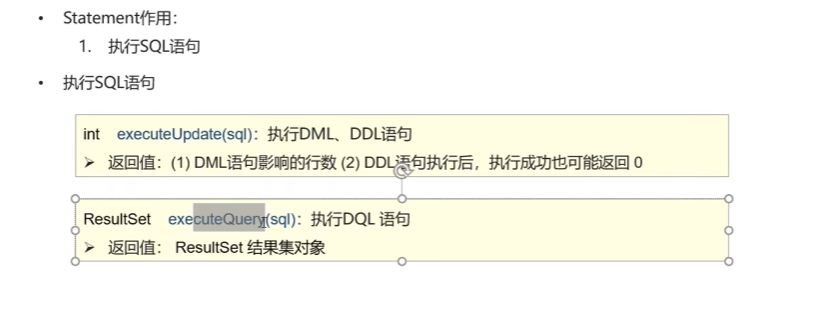 • Statement作用：
1. 执行SQL语句
• 执行SQL语句
int executeUpdate(sql)：执行DML、DDL语句
➢ 返回值：(1) DML语句影响的行数 (2) DDL语句执行后，执行成功也可能返回 0
ResultSet executeQuery(sql)：执行DQL 语句
➢ 返回值： ResultSet 结果集对象